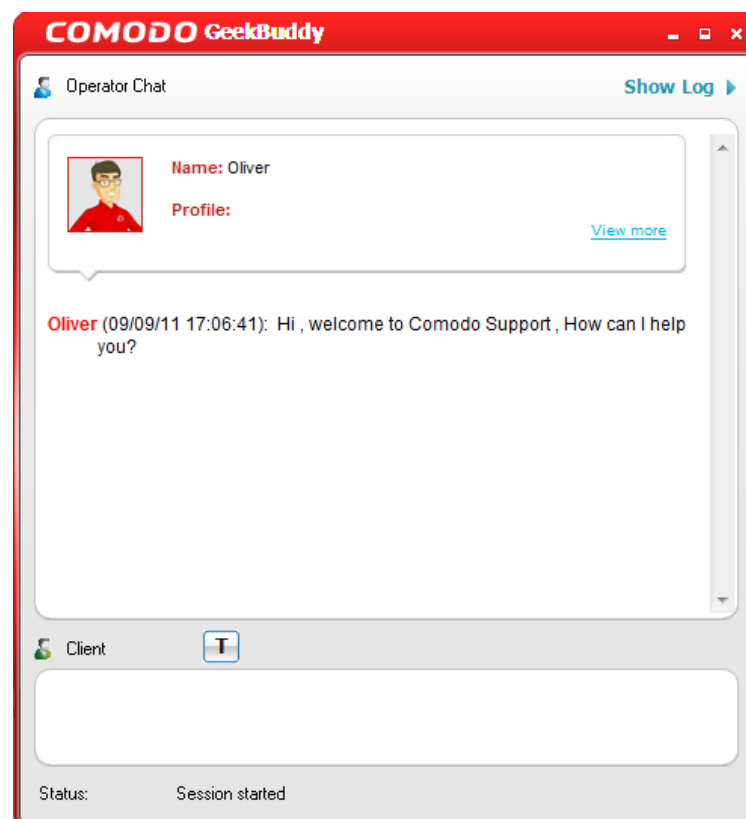 COMODO GeekBuddy
Operator Chat
Show Log
Name: Oliver
Profile:
View more
Oliver (09/09/11 17:06:41): Hi , welcome to Comodo Support , How can I help
you?
Client
T
Status:
Session started